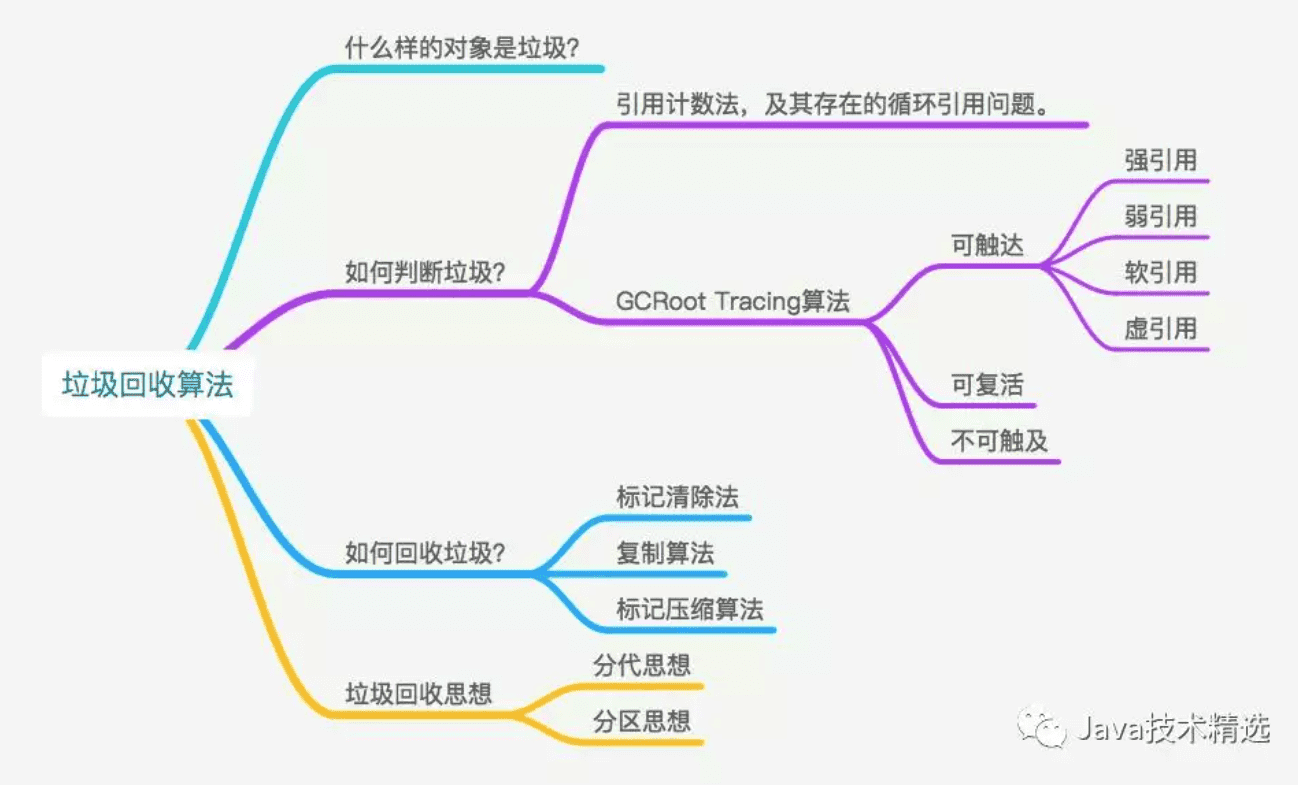 什么样的对象是垃圾?
引用计数法，及其存在的循环引用问题。
强引用
弱引用
可触达
软引用
如何判断垃圾?
GCRoot Tracing算法
虚引用
垃圾回收算法
可复活
不可触及
标记清除法
如何回收垃圾?
复制算法
标记压缩算法
分代思想
垃圾回收思想
分区思想
Java技术精选